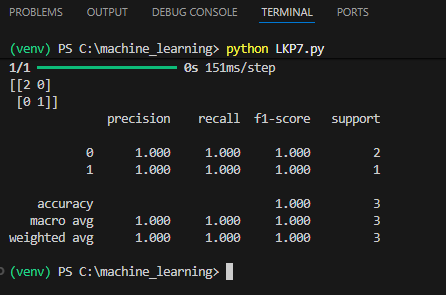 PROBLEMS OUTPUT DEBUG CONSOLE TERMINAL PORTS
(venv) PS C:\machine_learning> python LKP7.py
1/1 ━━━━━━━━━━━━━━━━━━━━ 0s 151ms/step
[[2 0]
 [0 1]]
              precision    recall  f1-score   support

           0      1.000     1.000     1.000         2
           1      1.000     1.000     1.000         1

    accuracy                          1.000         3
   macro avg      1.000     1.000     1.000         3
weighted avg      1.000     1.000     1.000         3

(venv) PS C:\machine_learning>